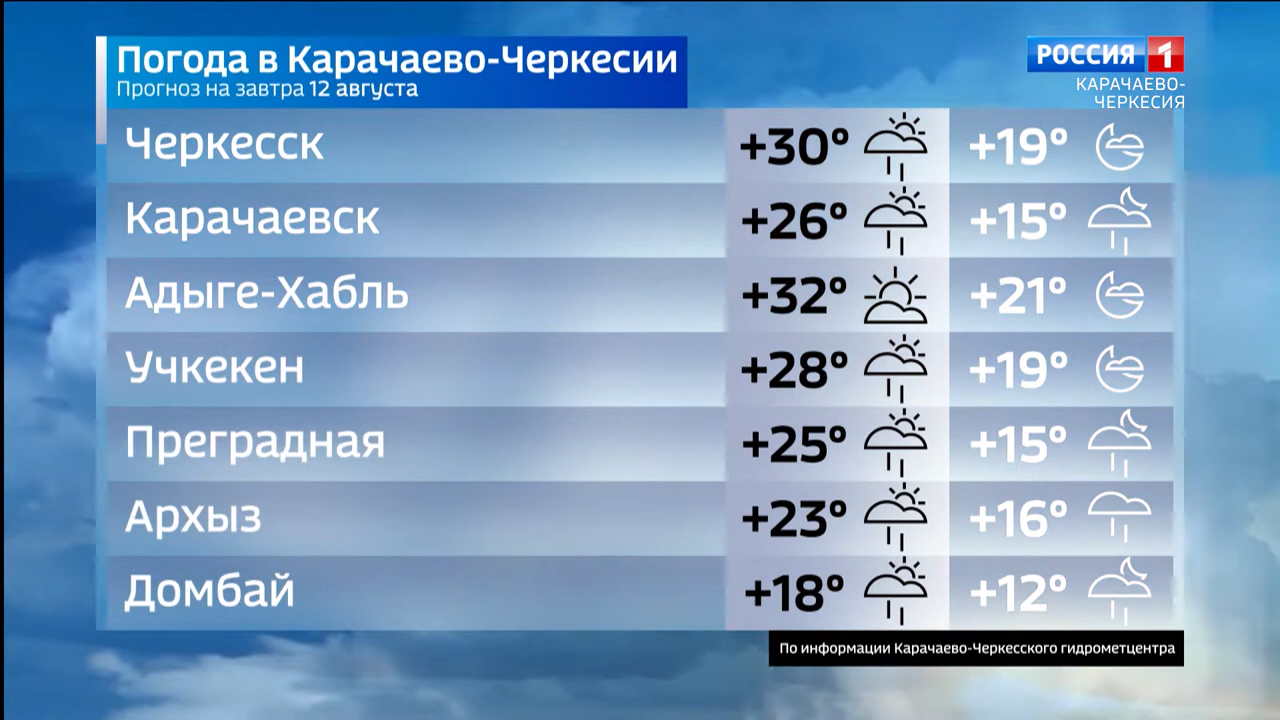 Погода в Карачаево-Черкесии
Прогноз на завтра 12 августа
РОССИЯ 1
КАРАЧАЕВО-
ЧЕРКЕСИЯ
Черкесск +30° +19°
Карачаевск +26° +15°
Адыге-Хабль +32° +21°
Учкекен +28° +19°
Преградная +25° +15°
Архыз +23° +16°
Домбай +18° +12°
По информации Карачаево-Черкесского гидрометцентра